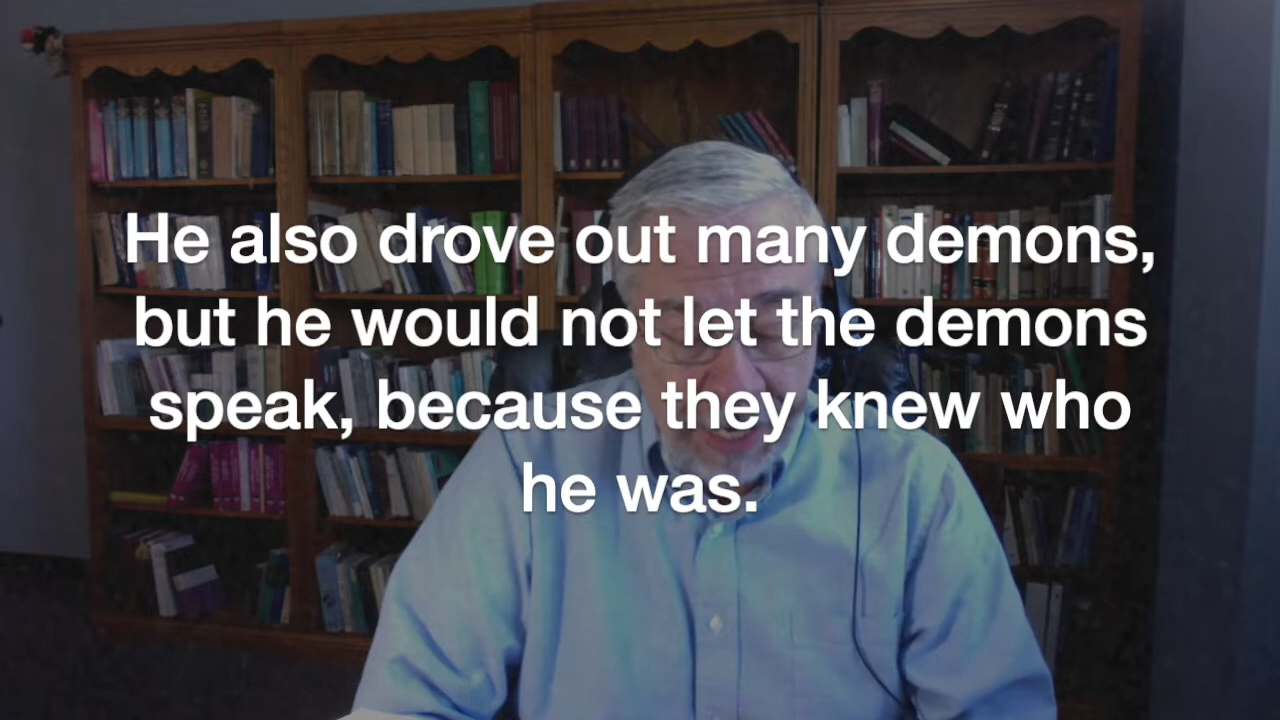 He also drove out many demons,
but he would not let the demons
speak, because they knew who
he was.